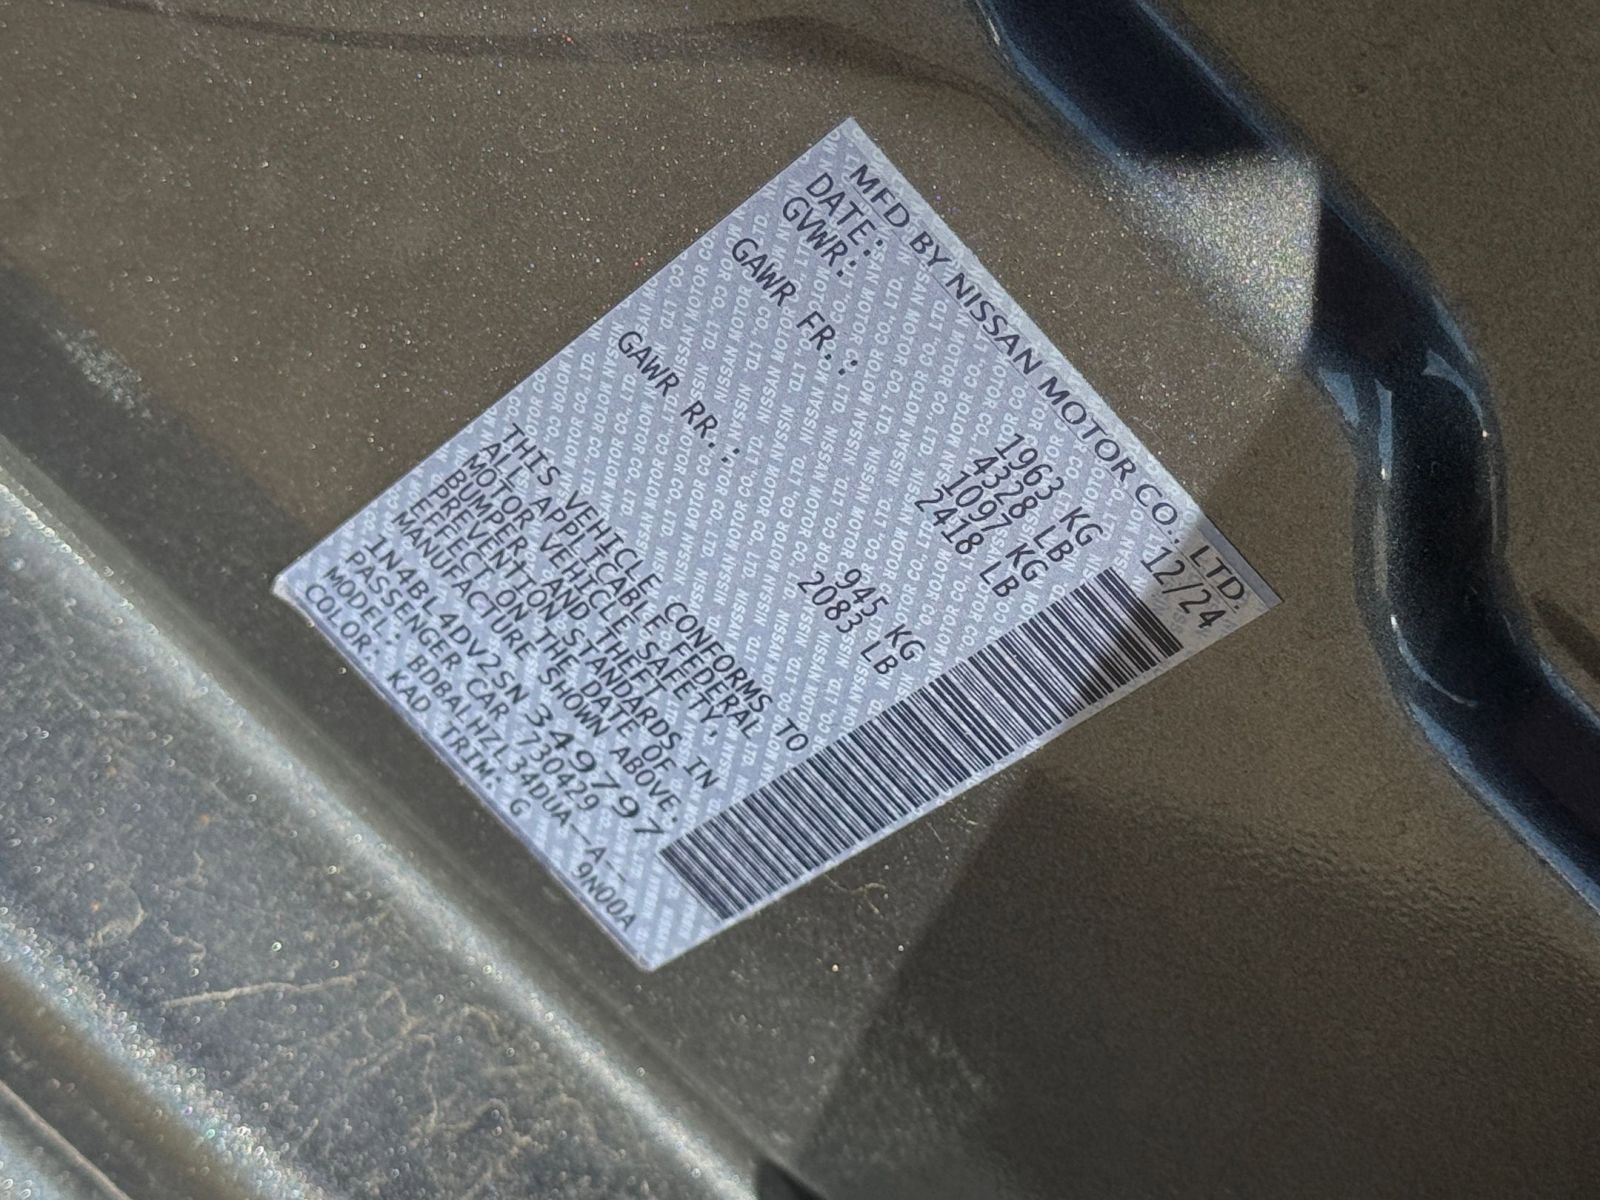 MFD BY NISSAN MOTOR CO., LTD.
DATE: 12/24
GVWR: 1963 KG
4328 LB
GAWR FR.: 1097 KG
2418 LB
GAWR RR.: 945 KG
2083 LB
THIS VEHICLE CONFORMS TO
ALL APPLICABLE FEDERAL
MOTOR VEHICLE SAFETY,
BUMPER, AND THEFT
PREVENTION STANDARDS IN
EFFECT ON THE DATE OF
MANUFACTURE SHOWN ABOVE.
1N4BL4DV2SN 349797
PASSENGER CAR 730429
MODEL: BDBALHZL34DUA--A--
COLOR: KAD TRIM: G 9N00A